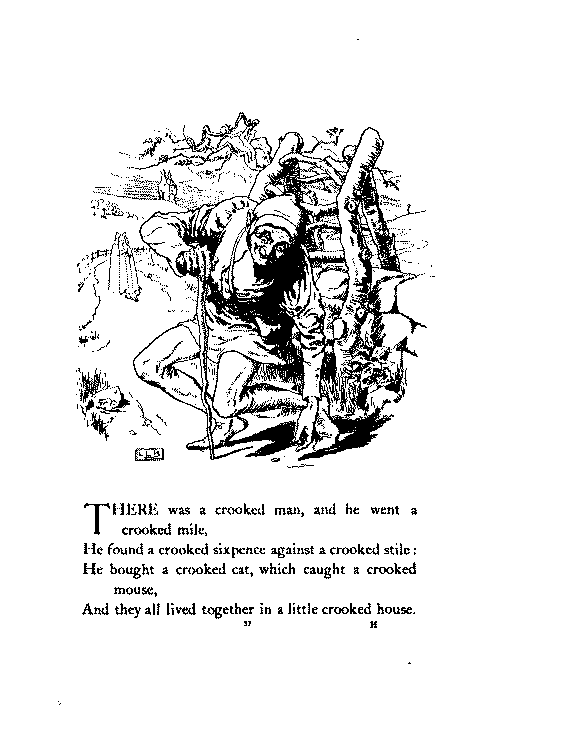 THERE was a crooked man, and he went a
crooked mile,
He found a crooked sixpence against a crooked stile:
He bought a crooked cat, which caught a crooked
mouse,
And they all lived together in a little crooked house.
37